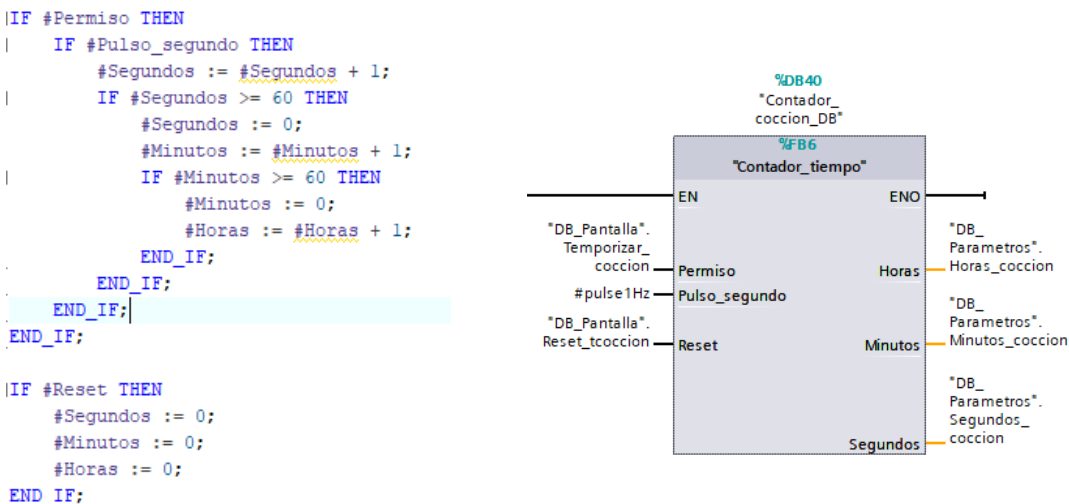 IF #Permiso THEN
IF #Pulso_segundo THEN
#Segundos := #Segundos + 1;
IF #Segundos >= 60 THEN
#Segundos := 0;
#Minutos := #Minutos + 1;
IF #Minutos >= 60 THEN
#Minutos := 0;
#Horas := #Horas + 1;
END_IF;
END_IF;
END_IF;
END_IF;
IF #Reset THEN
#Segundos := 0;
#Minutos := 0;
#Horas := 0;
END_IF;
%DB40
"Contador_
coccion_DB"
%FB6
"Contador_tiempo"
EN
ENO
"DB_Pantalla".
Temporizar_
coccion
Permiso
#pulse1Hz
Pulso_segundo
"DB_Pantalla".
Reset_tcoccion
Reset
Horas
"DB_
Parametros".
Horas_coccion
Minutos
"DB_
Parametros".
Minutos_coccion
Segundos
"DB_
Parametros".
Segundos_
coccion